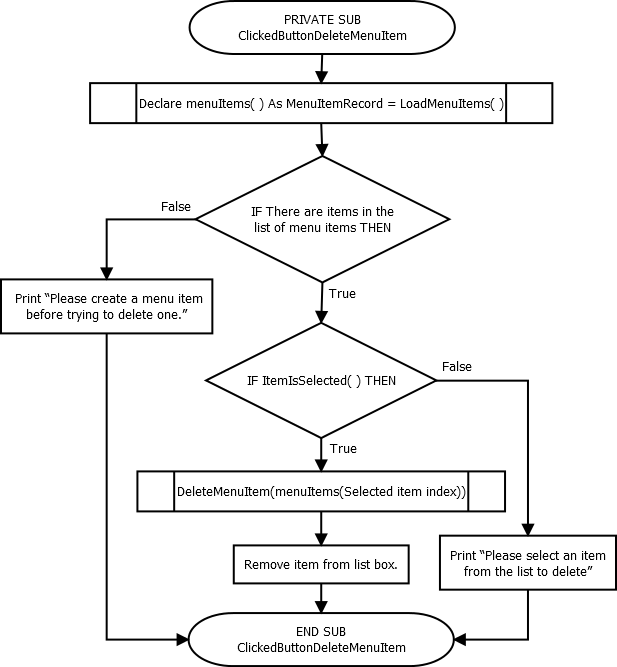 PRIVATE SUB
ClickedButtonDeleteMenuItem
Declare menuItems( ) As MenuItemRecord = LoadMenuItems( )
IF There are items in the
list of menu items THEN
False
True
Print “Please create a menu item
before trying to delete one.”
IF ItemIsSelected( ) THEN
False
True
DeleteMenuItem(menuItems(Selected item index))
Remove item from list box.
Print “Please select an item
from the list to delete”
END SUB
ClickedButtonDeleteMenuItem